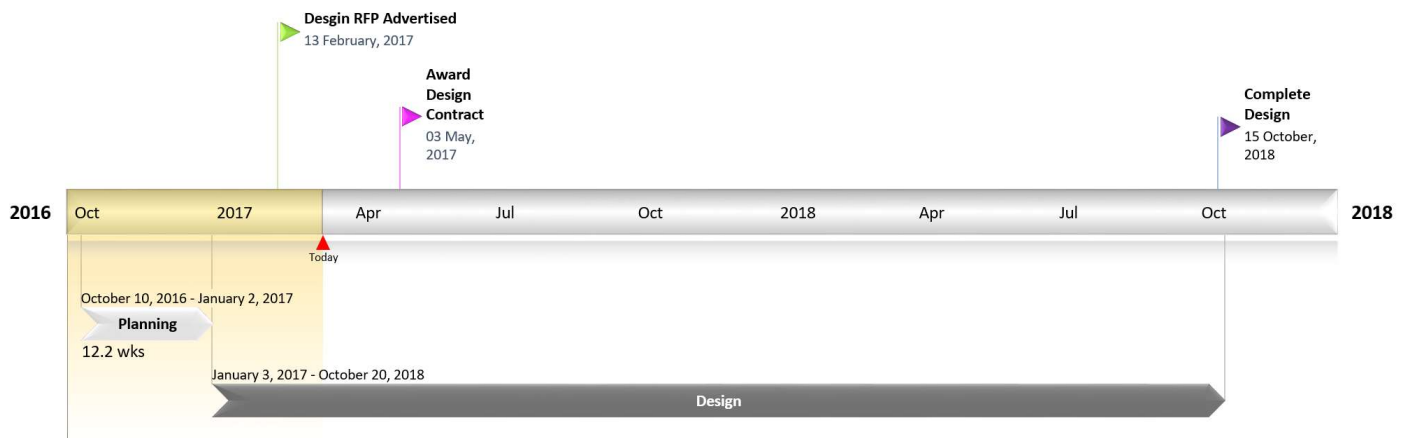 Desgin RFP Advertised
13 February, 2017
Award
Design
Contract
03 May,
2017
Complete
Design
15 October,
2018
2016 Oct 2017 Apr Jul Oct 2018 Apr Jul Oct 2018
Today
October 10, 2016 - January 2, 2017
Planning
12.2 wks
January 3, 2017 - October 20, 2018
Design